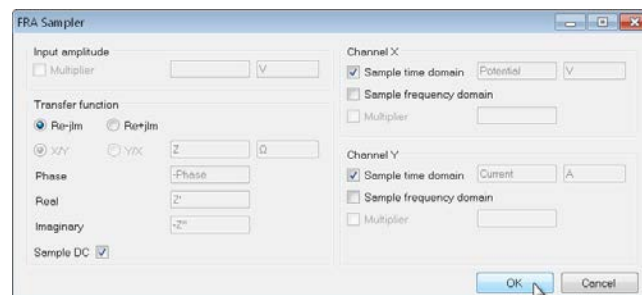 FRA Sampler
Input amplitude
Multiplier V
Transfer function
Re-jIm Re+jIm
X/Y Y/X Z Ω
Phase -Phase
Real Z'
Imaginary -Z''
Sample DC
Channel X
Sample time domain Potential V
Sample frequency domain
Multiplier
Channel Y
Sample time domain Current A
Sample frequency domain
Multiplier
OK Cancel